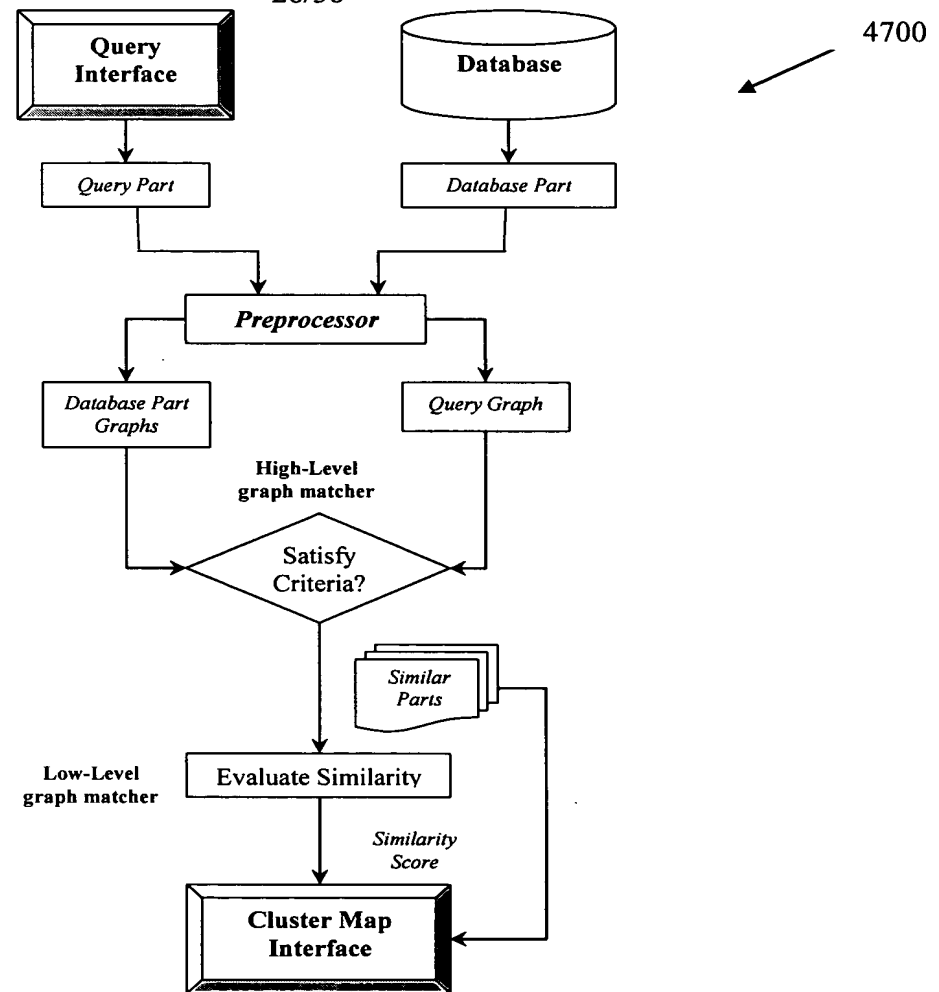 4700
Query
Interface
Database
Query Part
Database Part
Preprocessor
Database Part
Graphs
Query Graph
High-Level
graph matcher
Satisfy
Criteria?
Similar
Parts
Low-Level
graph matcher
Evaluate Similarity
Similarity
Score
Cluster Map
Interface